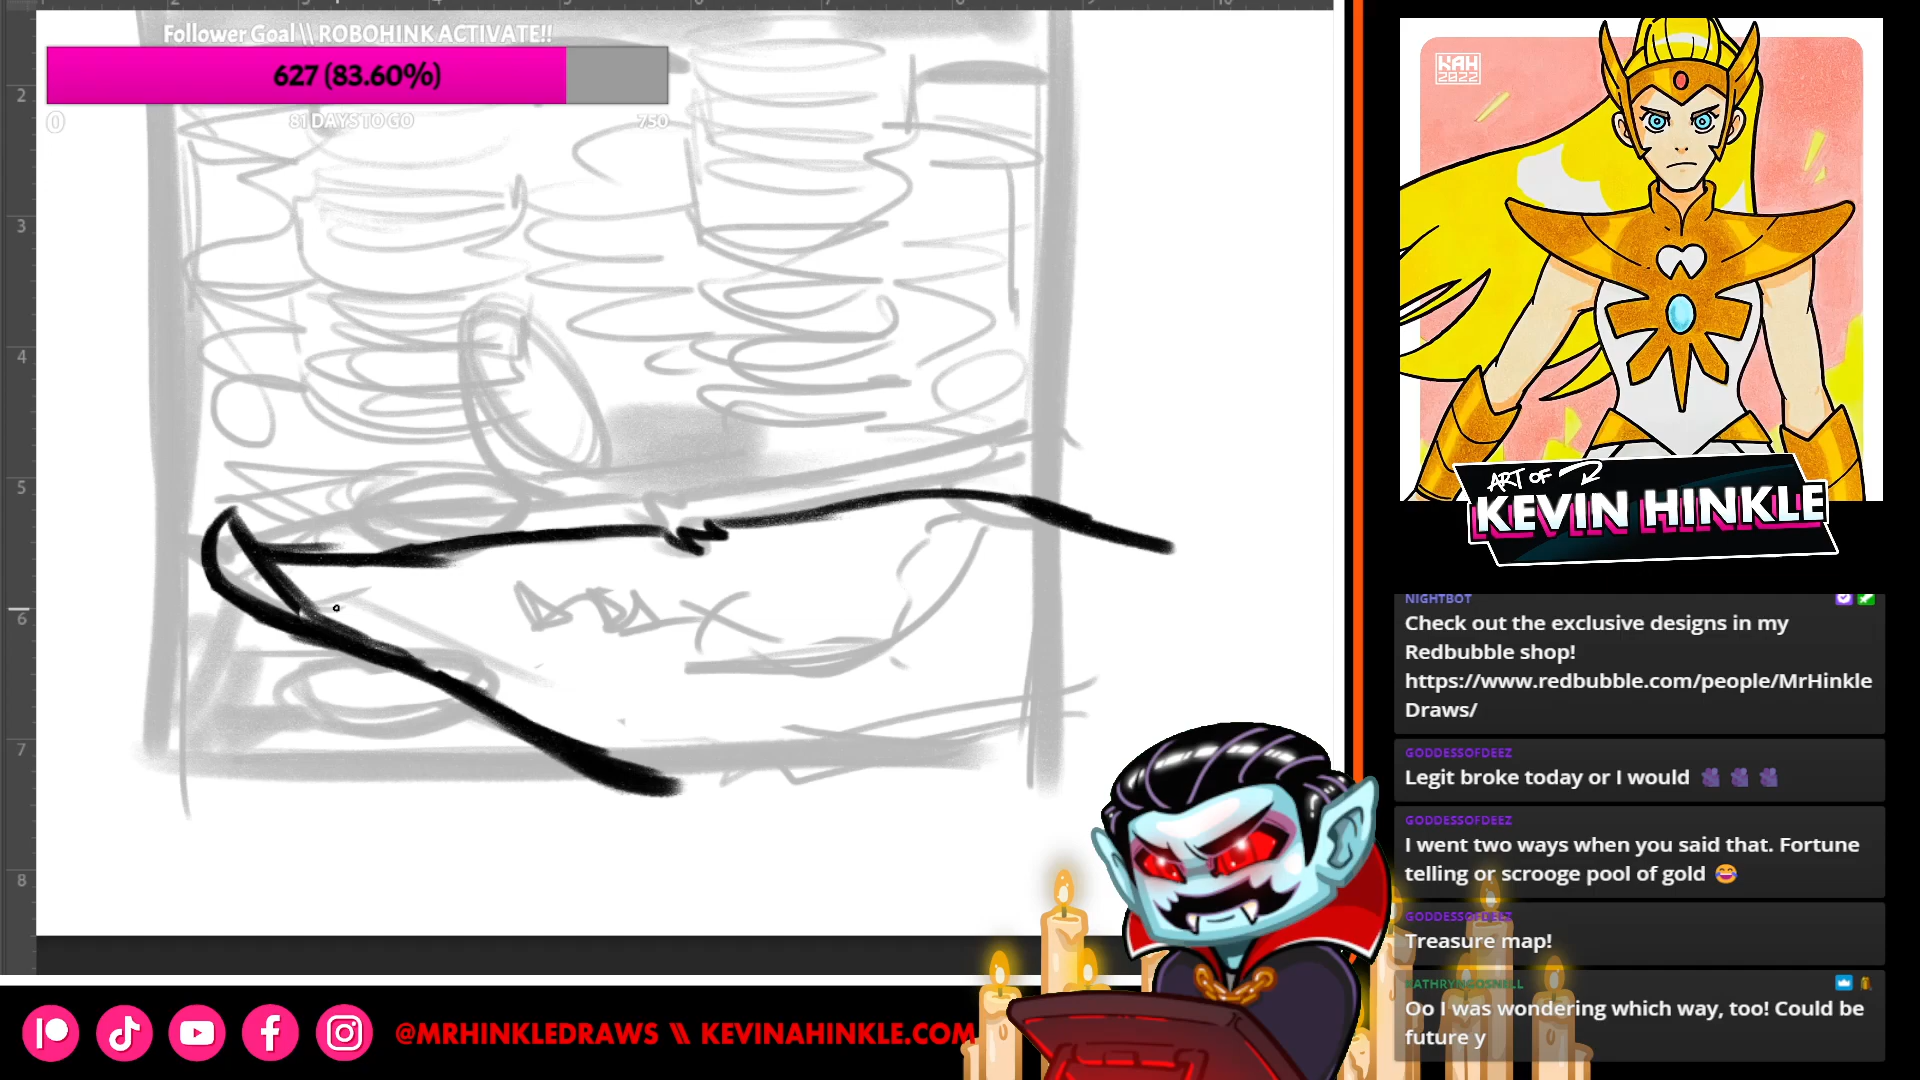 Follower Goal \\ ROBOHINK ACTIVATE!!
627 (83.60%)
0
81 DAYS TO GO
750
2
3
4
5
6
7
8
KAH
2022
ART OF
KEVIN HINKLE
NIGHTBOT
Check out the exclusive designs in my
Redbubble shop!
https://www.redbubble.com/people/MrHinkle
Draws/
GODDESSOFDEEZ
Legit broke today or I would
GODDESSOFDEEZ
I went two ways when you said that. Fortune
telling or scrooge pool of gold
GODDESSOFDEEZ
Treasure map!
KATHRYNGOSNELL
Oo I was wondering which way, too! Could be
future y
@MRHINKLEDRAWS \\ KEVINAHINKLE.COM